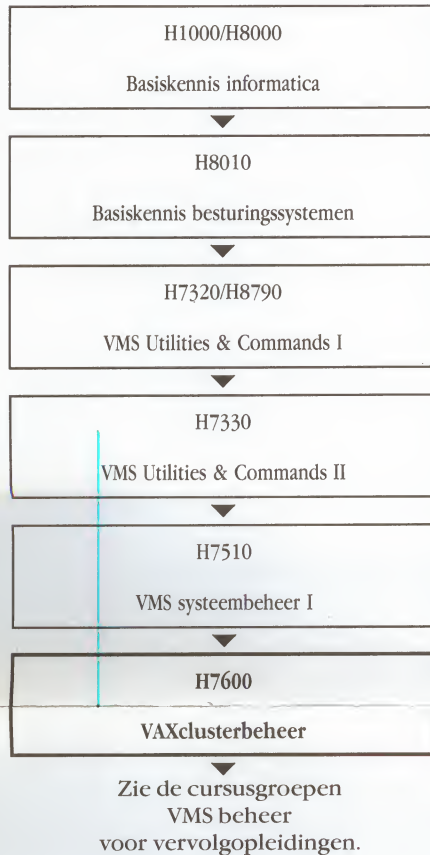 H1000/H8000
Basiskennis informatica
H8010
Basiskennis besturingssystemen
H7320/H8790
VMS Utilities & Commands I
H7330
VMS Utilities & Commands II
H7510
VMS systeembeheer I
H7600
VAXclusterbeheer
Zie de cursusgroepen
VMS beheer
voor vervolgopleidingen.